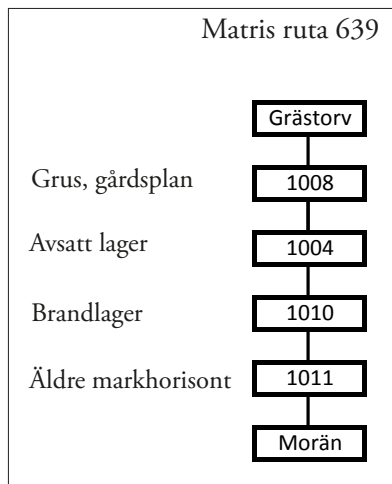 Matris ruta 639
Grästorv
Grus, gårdsplan 1008
Avsatt lager 1004
Brandlager 1010
Äldre markhorisont 1011
Morän